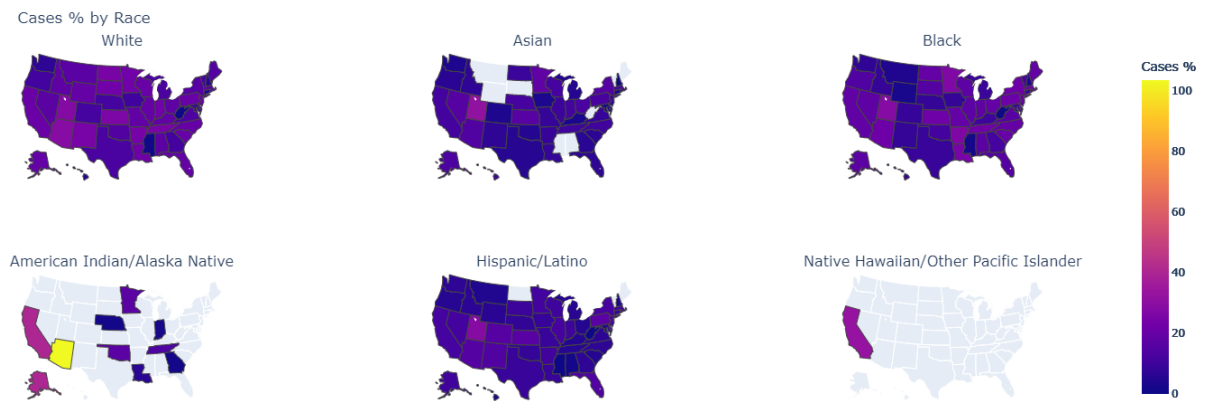 Cases % by Race
White
Asian
Black
Cases %
100
80
60
40
20
0
American Indian/Alaska Native
Hispanic/Latino
Native Hawaiian/Other Pacific Islander